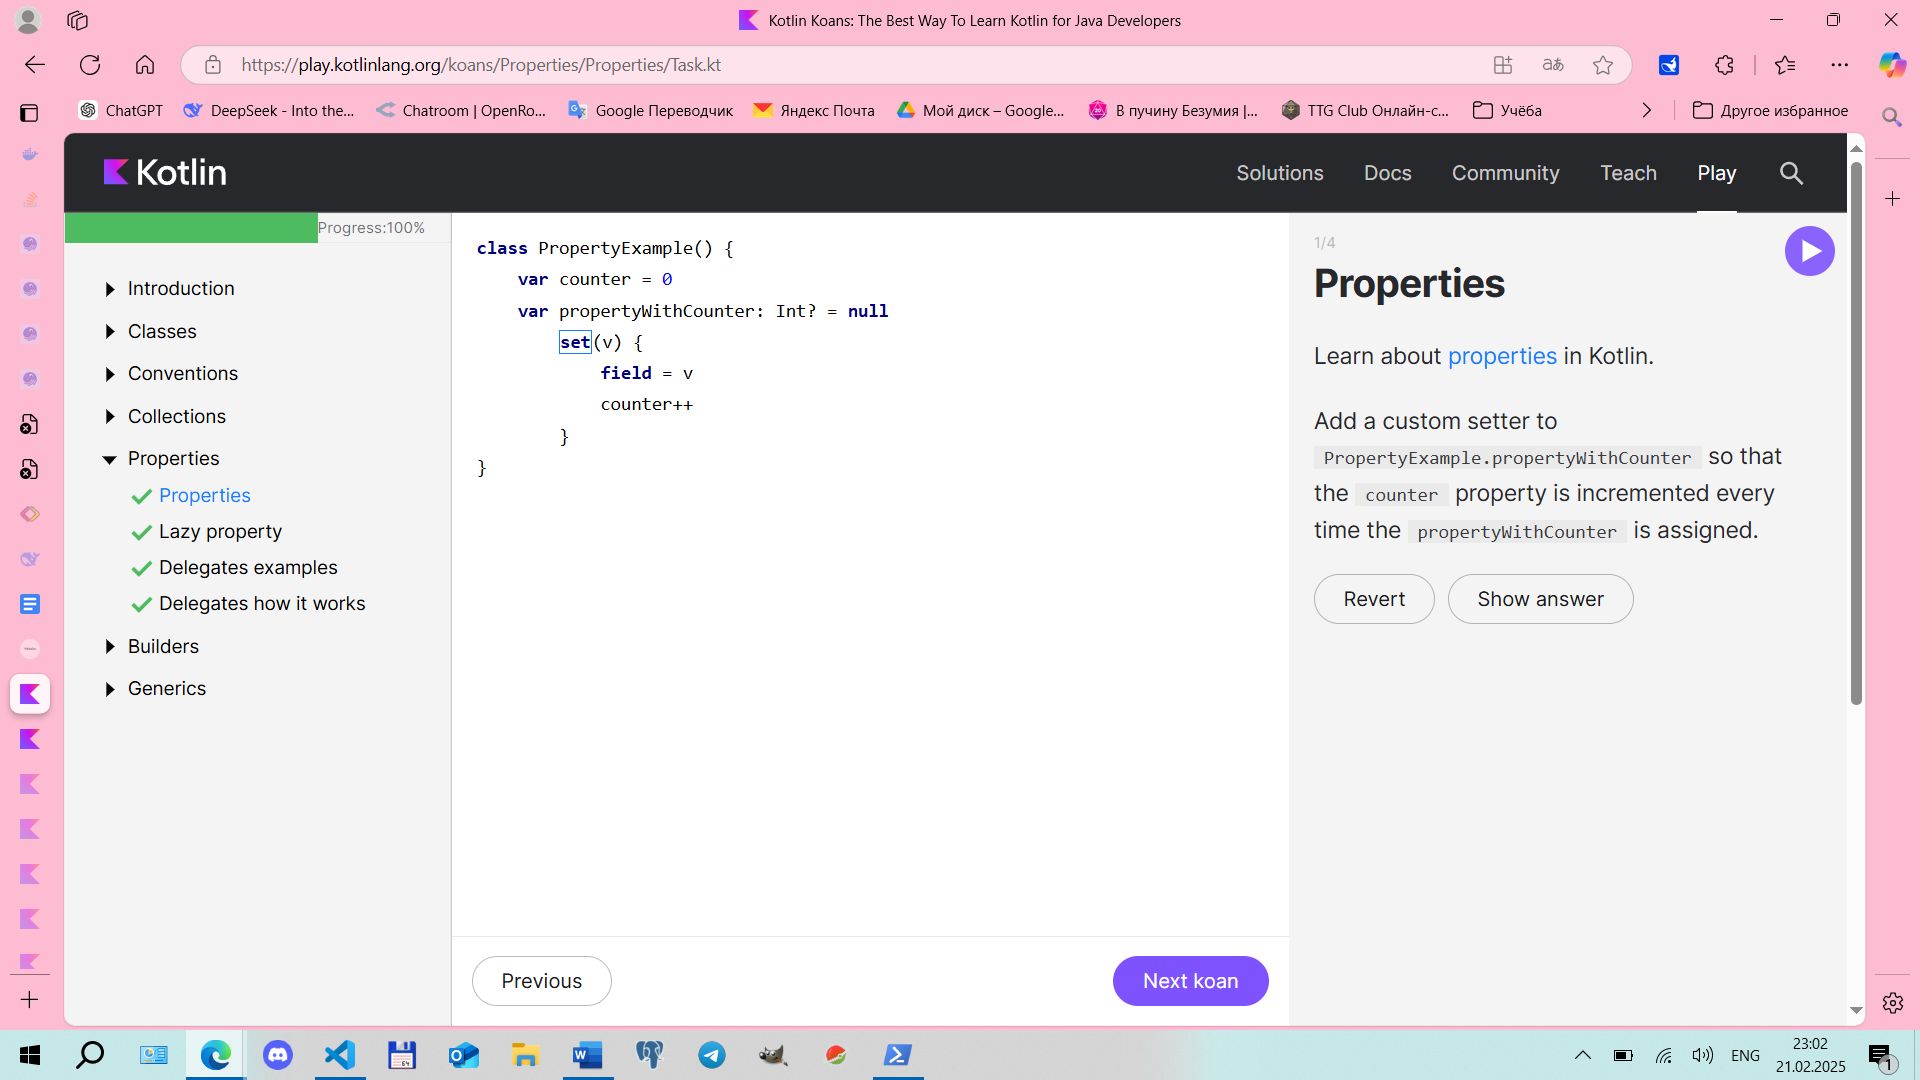 Kotlin Koans: The Best Way To Learn Kotlin for Java Developers
https://play.kotlinlang.org/koans/Properties/Properties/Task.kt
ChatGPT
DeepSeek - Into the...
Chatroom | OpenRo...
Google Переводчик
Яндекс Почта
Мой диск – Google...
В пучину Безумия |...
TTG Club Онлайн-с...
Учёба
Другое избранное
Kotlin
Solutions
Docs
Community
Teach
Play
Progress:100%
Introduction
Classes
Conventions
Collections
Properties
Properties
Lazy property
Delegates examples
Delegates how it works
Builders
Generics
class PropertyExample() {
    var counter = 0
    var propertyWithCounter: Int? = null
        set(v) {
            field = v
            counter++
        }
}
Previous
Next koan
1/4
Properties
Learn about properties in Kotlin.
Add a custom setter to
PropertyExample.propertyWithCounter so that
the counter property is incremented every
time the propertyWithCounter is assigned.
Revert
Show answer
ENG
23:02
21.02.2025
1